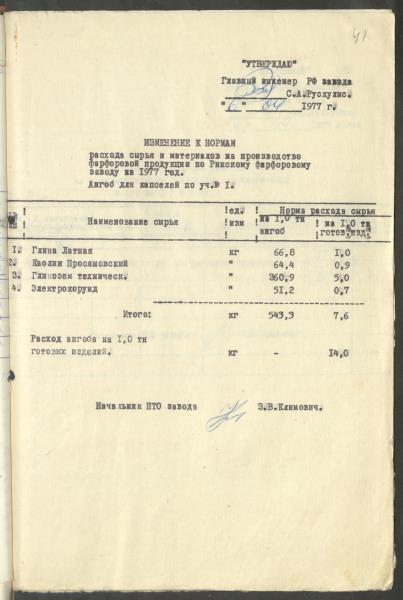 41
"УТВЕРЖДАЮ"
Главный инженер РФ завода
С.А.Рускулис.
"6" 04 1977 г.
ИЗМЕНЕНИЕ К НОРМАМ
расхода сырья и материалов на производство
фарфоровой продукции по Рижскому фарфоровому
заводу на 1977 год.
Ангоб для капселей по уч.№ I.
Наименование сырья ед. изм Норма расхода сырья
на I,0 тн ангоб на I,0 тн готов.изд.
I. Глина Латная кг 66,8 I,0
2. Каолин Просяновский " 64,4 0,9
3. Глинозем техническ. " 360,9 5,0
4. Электрокорунд " 5I,2 0,7
Итого: кг 543,3 7,6
Расход ангоба на I,0 тн
готовых изделий. кг - I4,0
Начальник ПТО завода З.В.Климович.